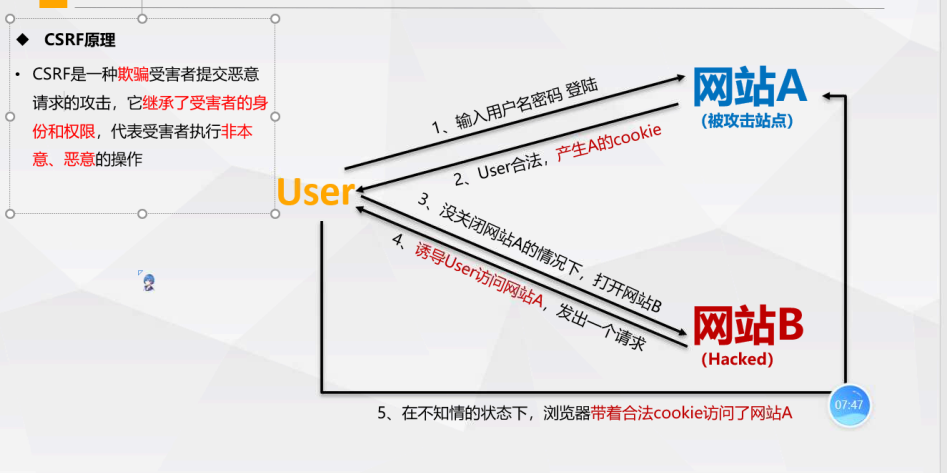 ◆ CSRF原理
• CSRF是一种欺骗受害者提交恶意
请求的攻击，它继承了受害者的身
份和权限，代表受害者执行非本
意、恶意的操作
网站A
（被攻击站点）
1、输入用户名密码 登陆
2、User合法，产生A的cookie
User
3、没关闭网站A的情况下，打开网站B
4、诱导User访问网站A，发出一个请求
网站B
（Hacked）
07:47
5、在不知情的状态下，浏览器带着合法cookie访问了网站A